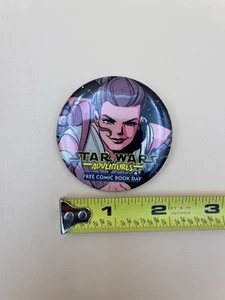 STAR WARS
ADVENTURES
FREE COMIC BOOK DAY
1 2 3